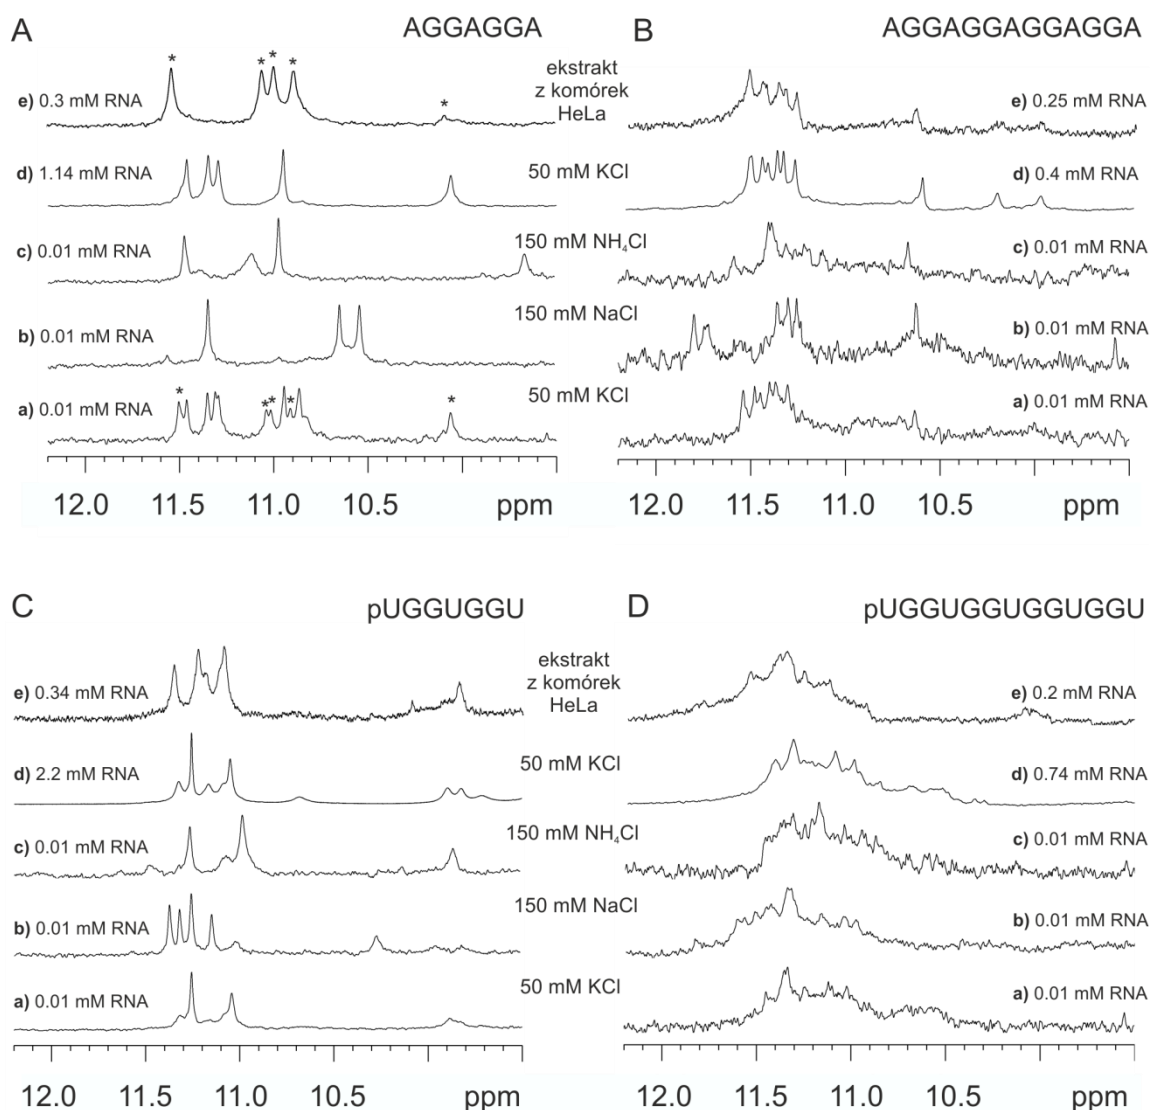 A
AGGAGGA
B
AGGAGGAGGAGGA
* * * * *
ekstrakt
z komórek
HeLa
e) 0.3 mM RNA
e) 0.25 mM RNA
d) 1.14 mM RNA
50 mM KCl
d) 0.4 mM RNA
c) 0.01 mM RNA
150 mM NH₄Cl
c) 0.01 mM RNA
b) 0.01 mM RNA
150 mM NaCl
b) 0.01 mM RNA
a) 0.01 mM RNA
* * * * *
50 mM KCl
a) 0.01 mM RNA
12.0 11.5 11.0 10.5 ppm
12.0 11.5 11.0 10.5 ppm
C
pUGGUGGU
D
pUGGUGGUGGUGGU
ekstrakt
z komórek
HeLa
e) 0.34 mM RNA
e) 0.2 mM RNA
d) 2.2 mM RNA
50 mM KCl
d) 0.74 mM RNA
c) 0.01 mM RNA
150 mM NH₄Cl
c) 0.01 mM RNA
b) 0.01 mM RNA
150 mM NaCl
b) 0.01 mM RNA
a) 0.01 mM RNA
50 mM KCl
a) 0.01 mM RNA
12.0 11.5 11.0 10.5 ppm
12.0 11.5 11.0 10.5 ppm